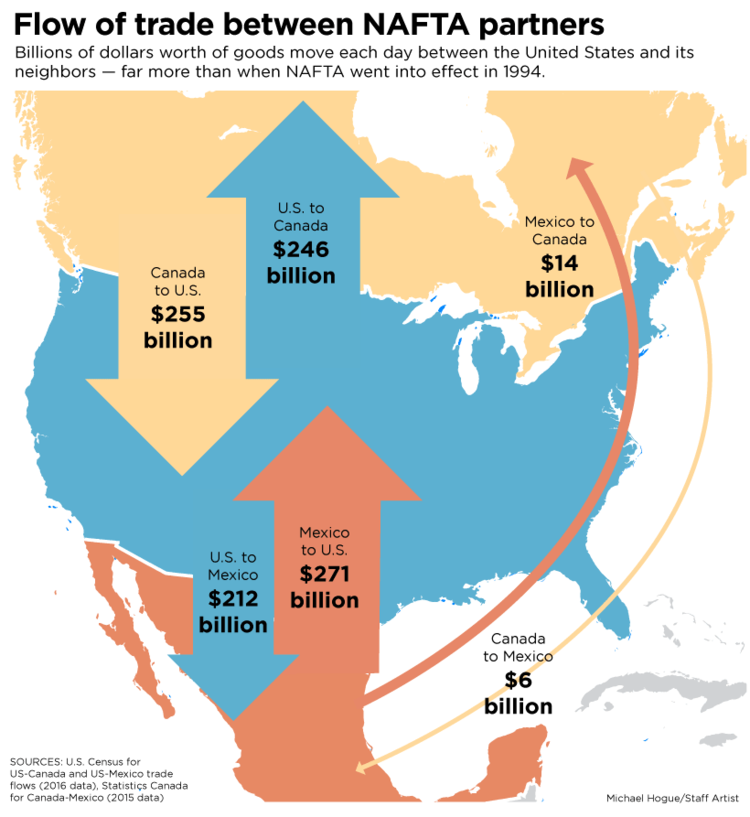 Flow of trade between NAFTA partners
Billions of dollars worth of goods move each day between the United States and its
neighbors — far more than when NAFTA went into effect in 1994.
U.S. to
Canada
$246
billion
Mexico to
Canada
$14
billion
Canada
to U.S.
$255
billion
Mexico
to U.S.
$271
billion
U.S. to
Mexico
$212
billion
Canada
to Mexico
$6
billion
SOURCES: U.S. Census for
US-Canada and US-Mexico trade
flows (2016 data), Statistics Canada
for Canada-Mexico (2015 data)
Michael Hogue/Staff Artist